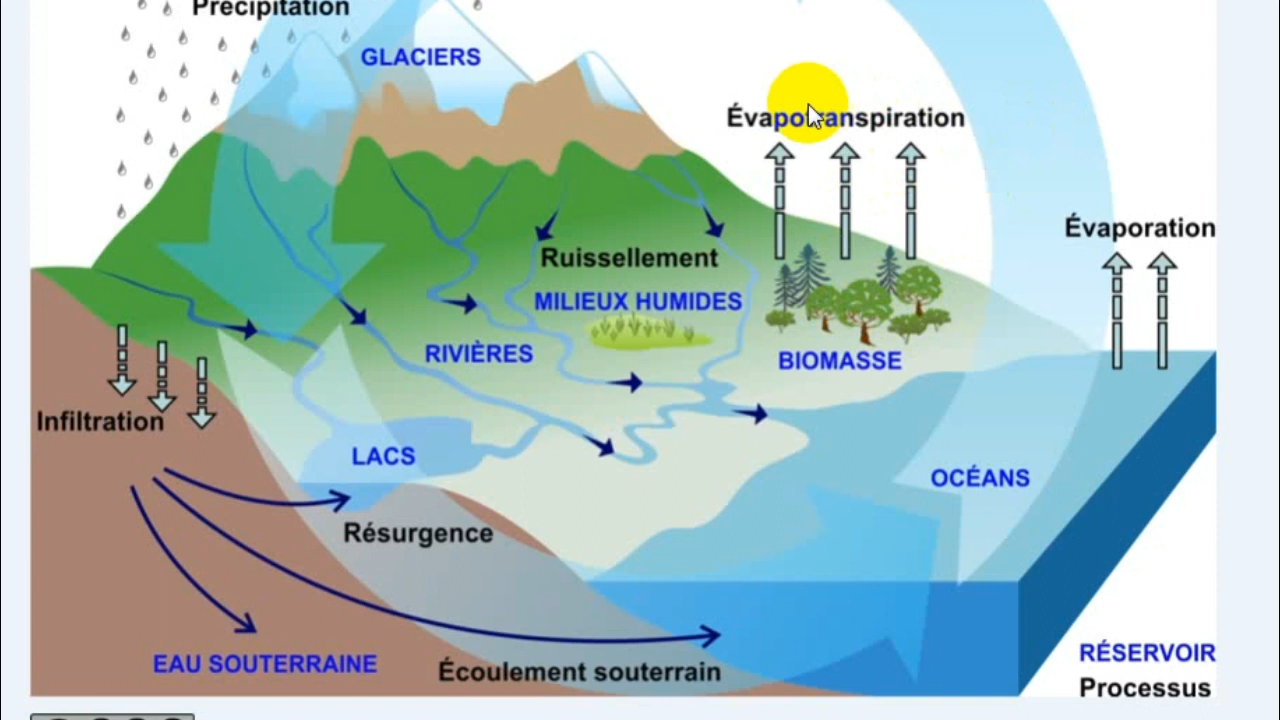 Précipitation
GLACIERS
Évapotranspiration
Évaporation
Ruissellement
MILIEUX HUMIDES
RIVIÈRES
BIOMASSE
Infiltration
LACS
OCÉANS
Résurgence
EAU SOUTERRAINE
Écoulement souterrain
RÉSERVOIR
Processus